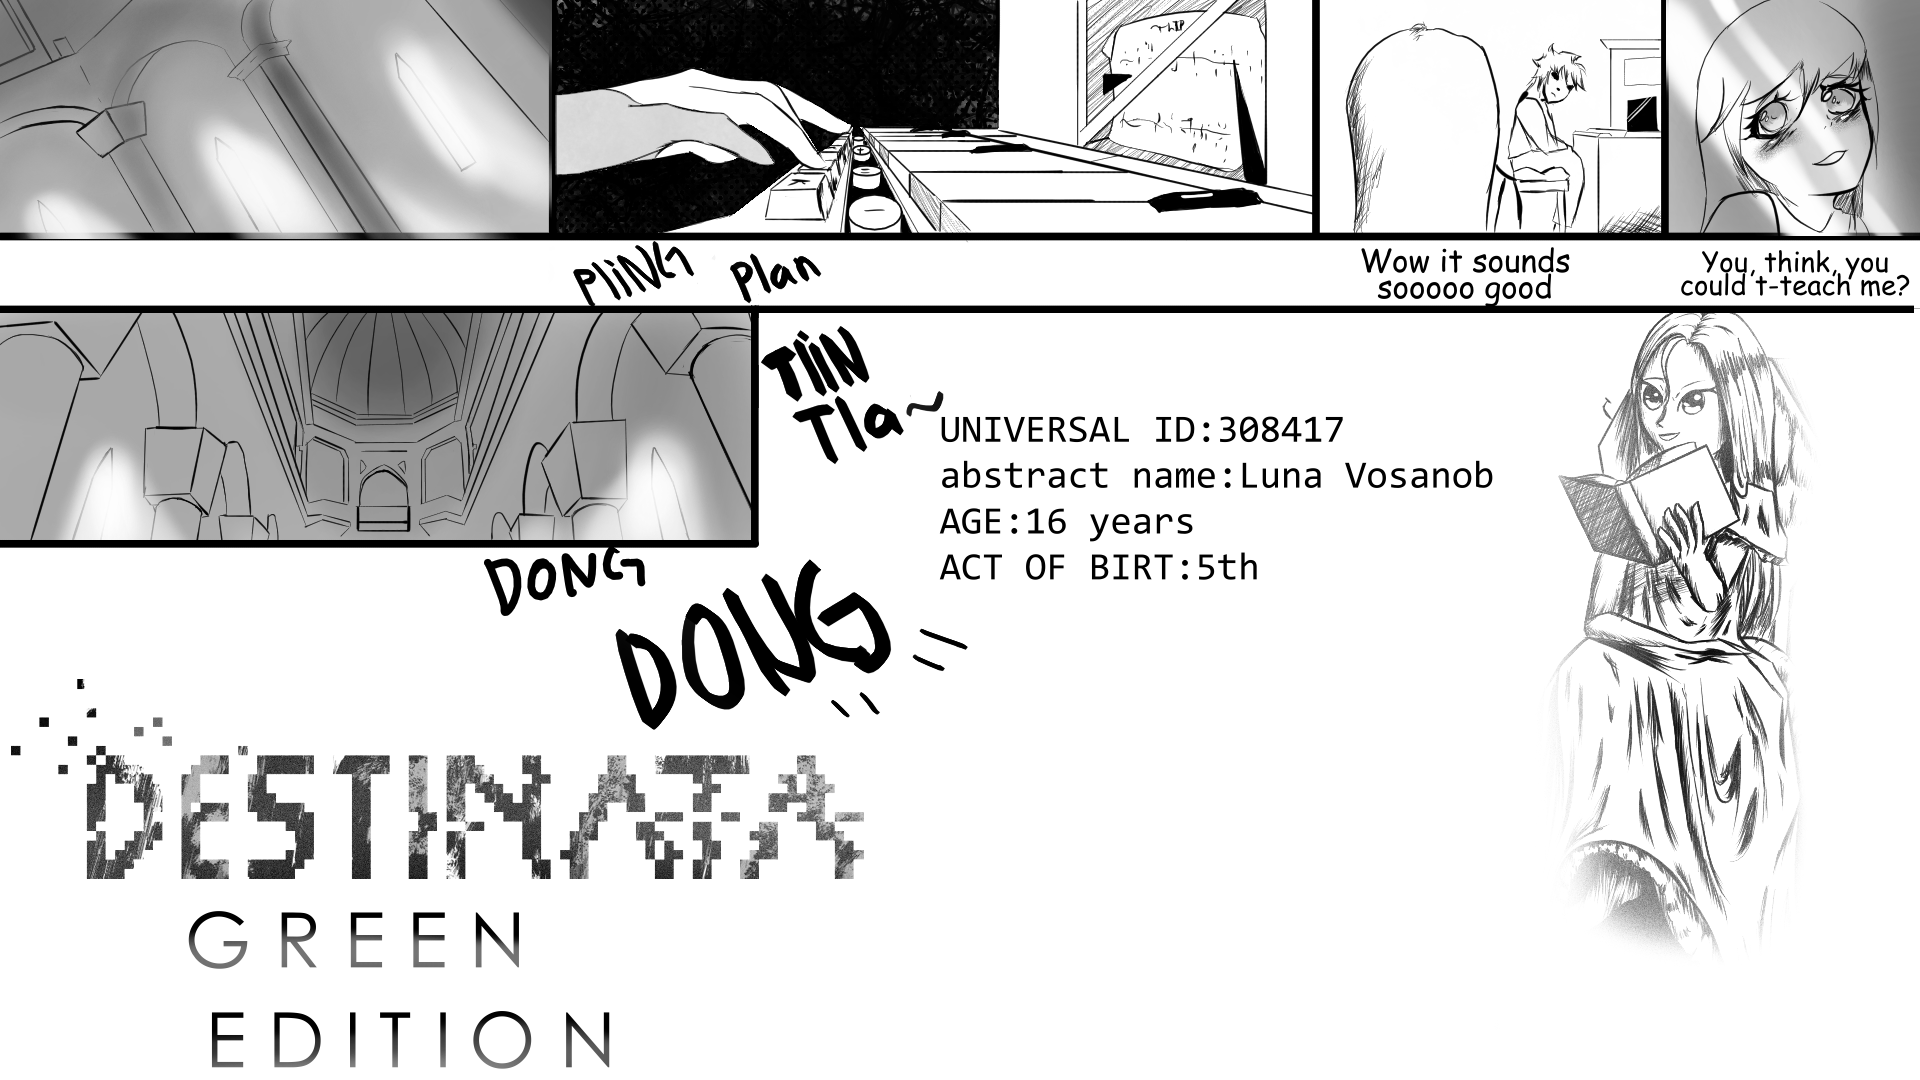 PliNG Plan
Wow it sounds
sooooo good
You, think, you
could t-teach me?
TliN
Tla~
UNIVERSAL ID:308417
abstract name:Luna Vosanob
AGE:16 years
ACT OF BIRT:5th
DONG
DONG
DESTINATA
GREEN
EDITION